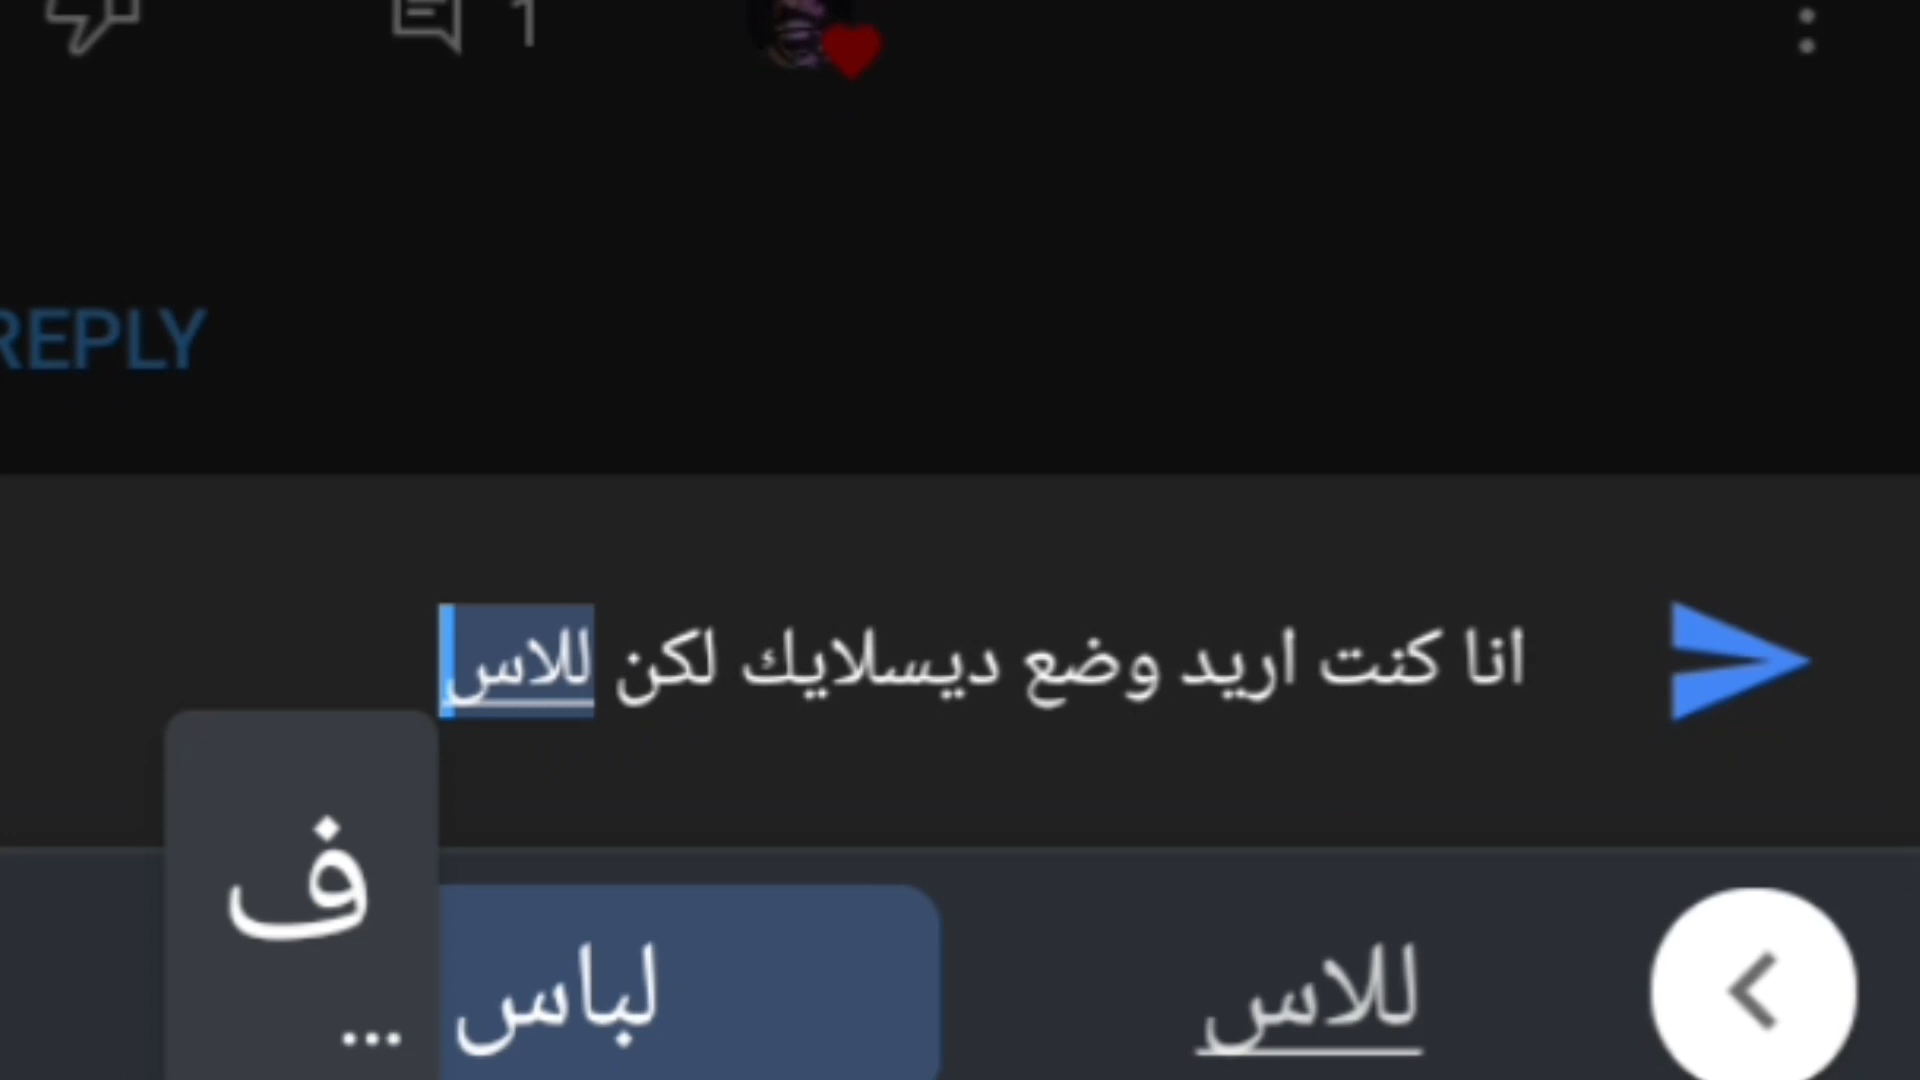 1
REPLY
انا كنت اريد وضع ديسلايك لكن للاس
ف
...
للاس
لباس